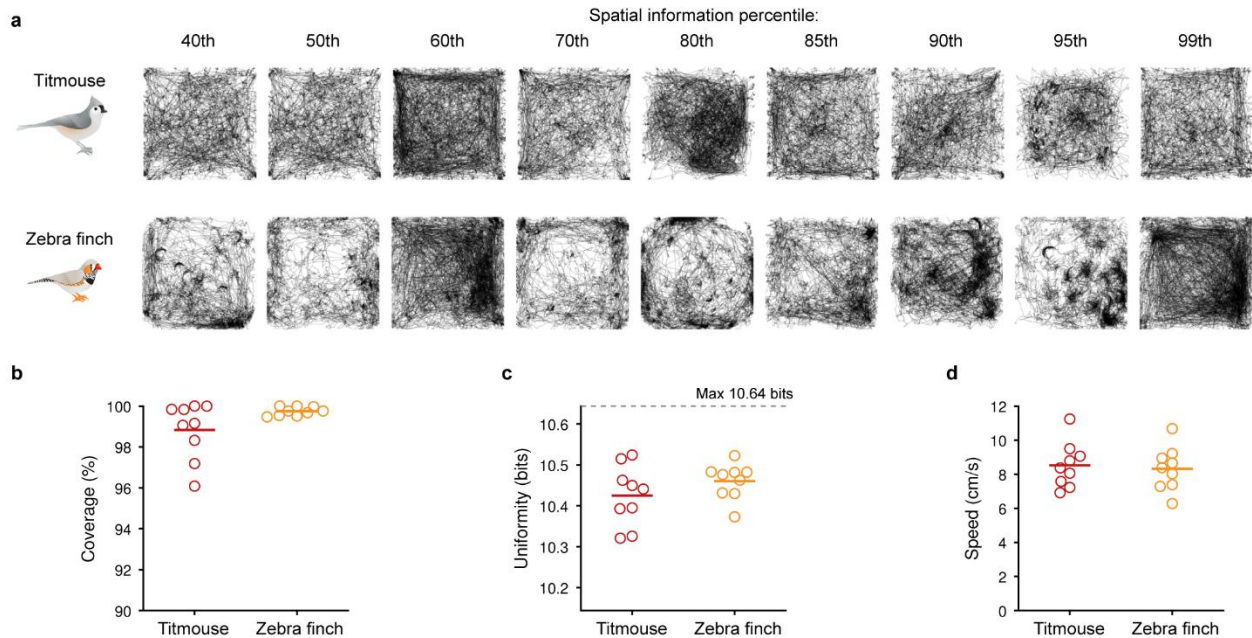 a
Spatial information percentile:
40th 50th 60th 70th 80th 85th 90th 95th 99th
Titmouse
Zebra finch
b
Coverage (%)
100
98
96
94
92
90
Titmouse Zebra finch
c
Max 10.64 bits
Uniformity (bits)
10.6
10.5
10.4
10.3
10.2
Titmouse Zebra finch
d
Speed (cm/s)
12
10
8
6
4
2
0
Titmouse Zebra finch